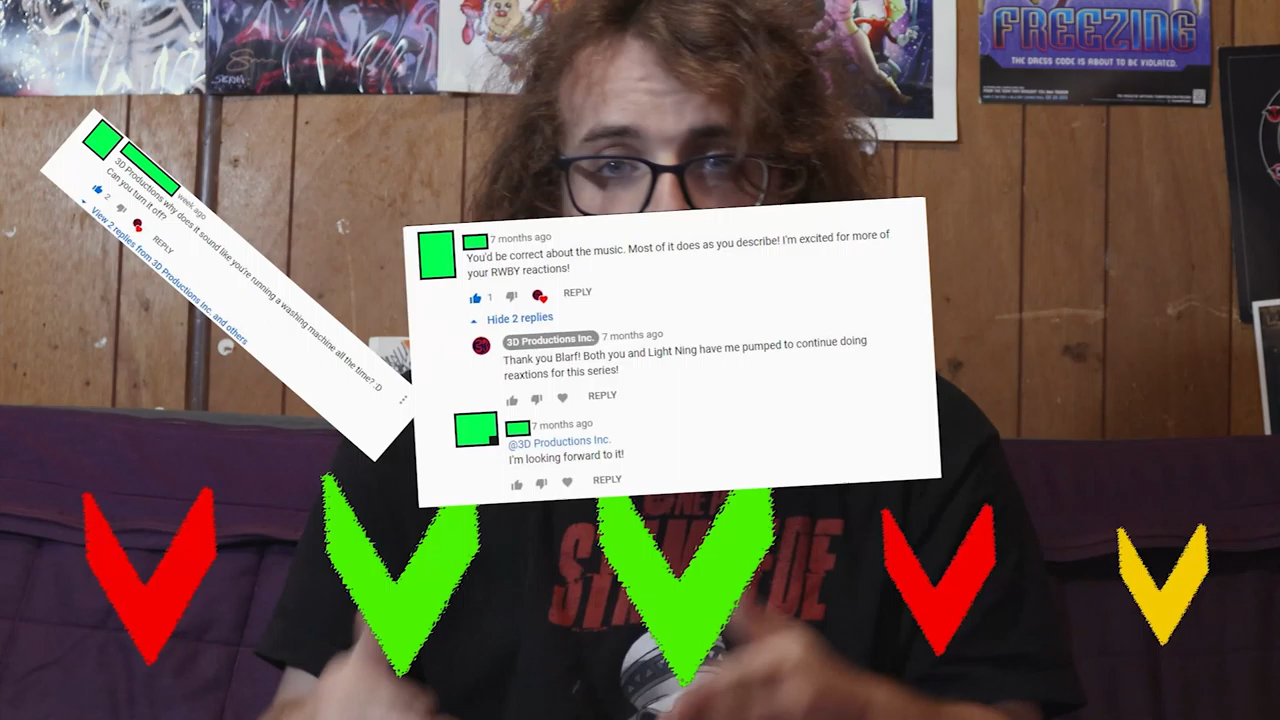 FREEZING
THE DRESS CODE IS ABOUT TO BE VIOLATED.
week ago
3D Productions why does it sound like you're running a washing machine all the time? :D
Can you turn it off?
2
REPLY
View 2 replies from 3D Productions Inc. and others
7 months ago
You'd be correct about the music. Most of it does as you describe! I'm excited for more of
your RWBY reactions!
1
REPLY
Hide 2 replies
3D Productions Inc. 7 months ago
Thank you Blarf! Both you and Light Ning have me pumped to continue doing
reaxtions for this series!
REPLY
7 months ago
@3D Productions Inc.
I'm looking forward to it!
REPLY